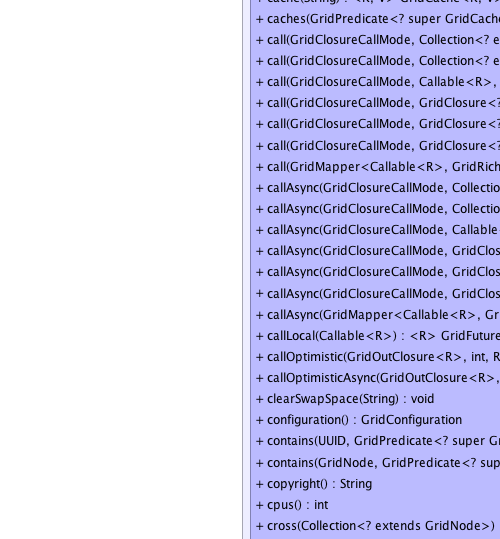 + cache(String) : <K, V> GridCache<K, V>
+ caches(GridPredicate<? super GridCach
+ call(GridClosureCallMode, Collection<? e
+ call(GridClosureCallMode, Collection<? e
+ call(GridClosureCallMode, Callable<R>,
+ call(GridClosureCallMode, GridClosure<?
+ call(GridClosureCallMode, GridClosure<?
+ call(GridClosureCallMode, GridClosure<?
+ call(GridMapper<Callable<R>, GridRich
+ callAsync(GridClosureCallMode, Collectio
+ callAsync(GridClosureCallMode, Collectio
+ callAsync(GridClosureCallMode, Callable
+ callAsync(GridClosureCallMode, GridClos
+ callAsync(GridClosureCallMode, GridClos
+ callAsync(GridClosureCallMode, GridClos
+ callAsync(GridMapper<Callable<R>, Gr
+ callLocal(Callable<R>) : <R> GridFuture
+ callOptimistic(GridOutClosure<R>, int, R
+ callOptimisticAsync(GridOutClosure<R>,
+ clearSwapSpace(String) : void
+ configuration() : GridConfiguration
+ contains(UUID, GridPredicate<? super Gr
+ contains(GridNode, GridPredicate<? sup
+ copyright() : String
+ cpus() : int
+ cross(Collection<? extends GridNode>)